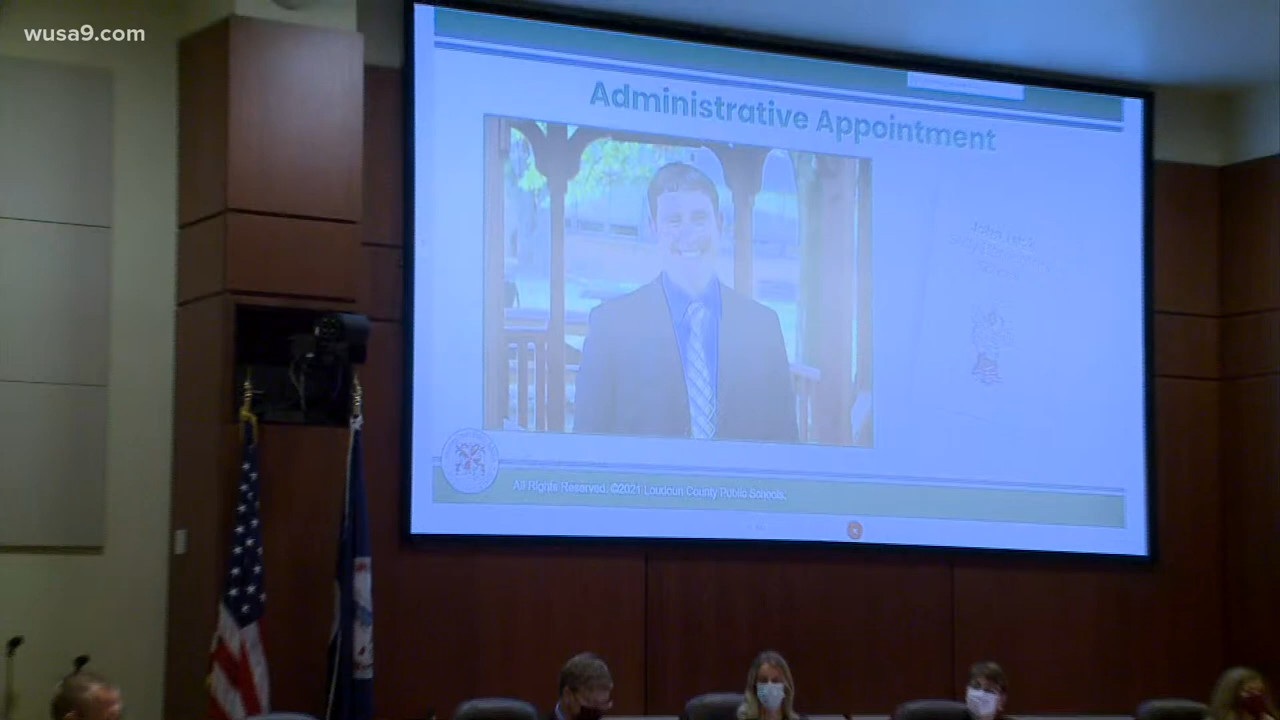 wusa9.com
Administrative Appointment
All Rights Reserved. ©2021 Loudoun County Public Schools.